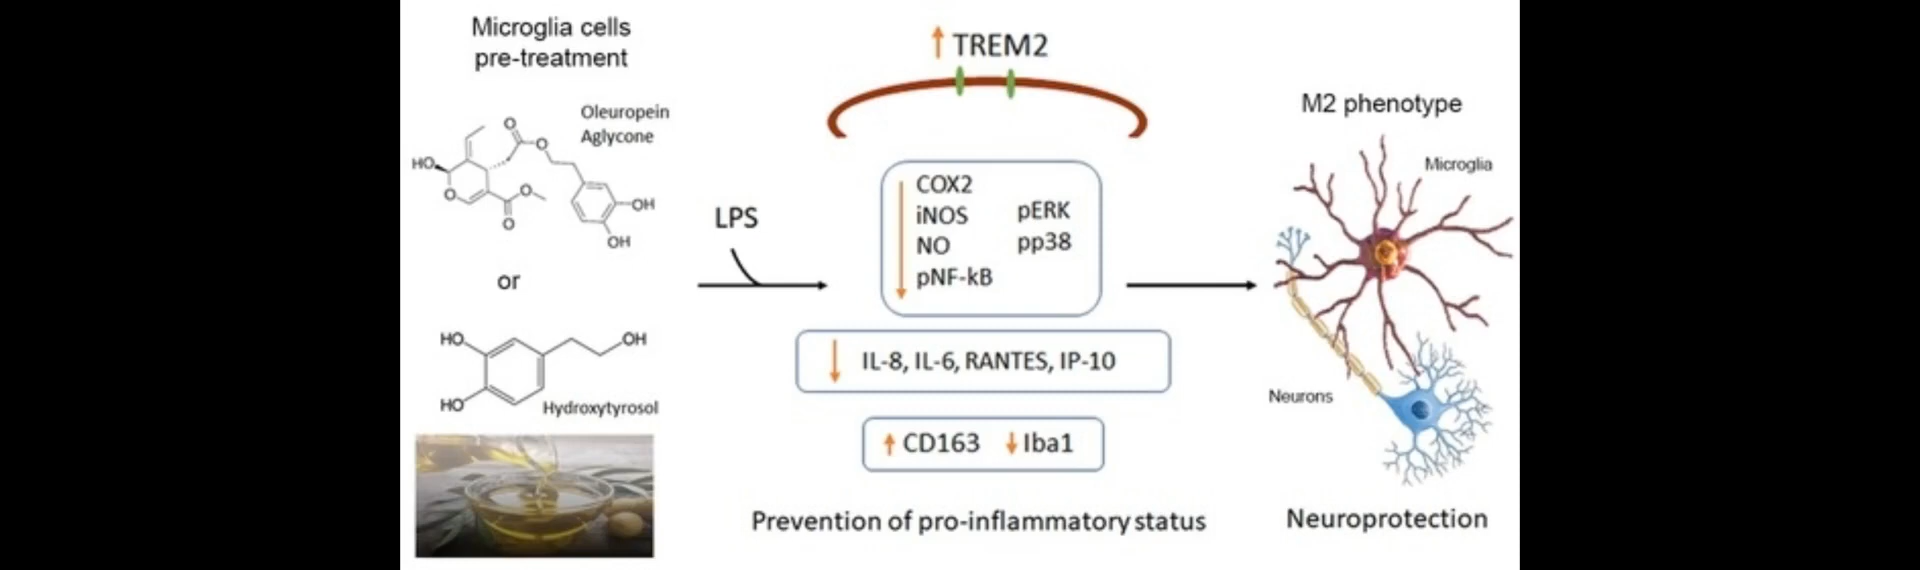 Microglia cells
pre-treatment
Oleuropein
Aglycone
O
O
HO
O
O
O
OH
OH
or
HO
OH
HO
Hydroxytyrosol
LPS
TREM2
COX2
iNOS
pERK
NO
pp38
pNF-kB
IL-8, IL-6, RANTES, IP-10
CD163
Iba1
Prevention of pro-inflammatory status
M2 phenotype
Microglia
Neurons
Neuroprotection